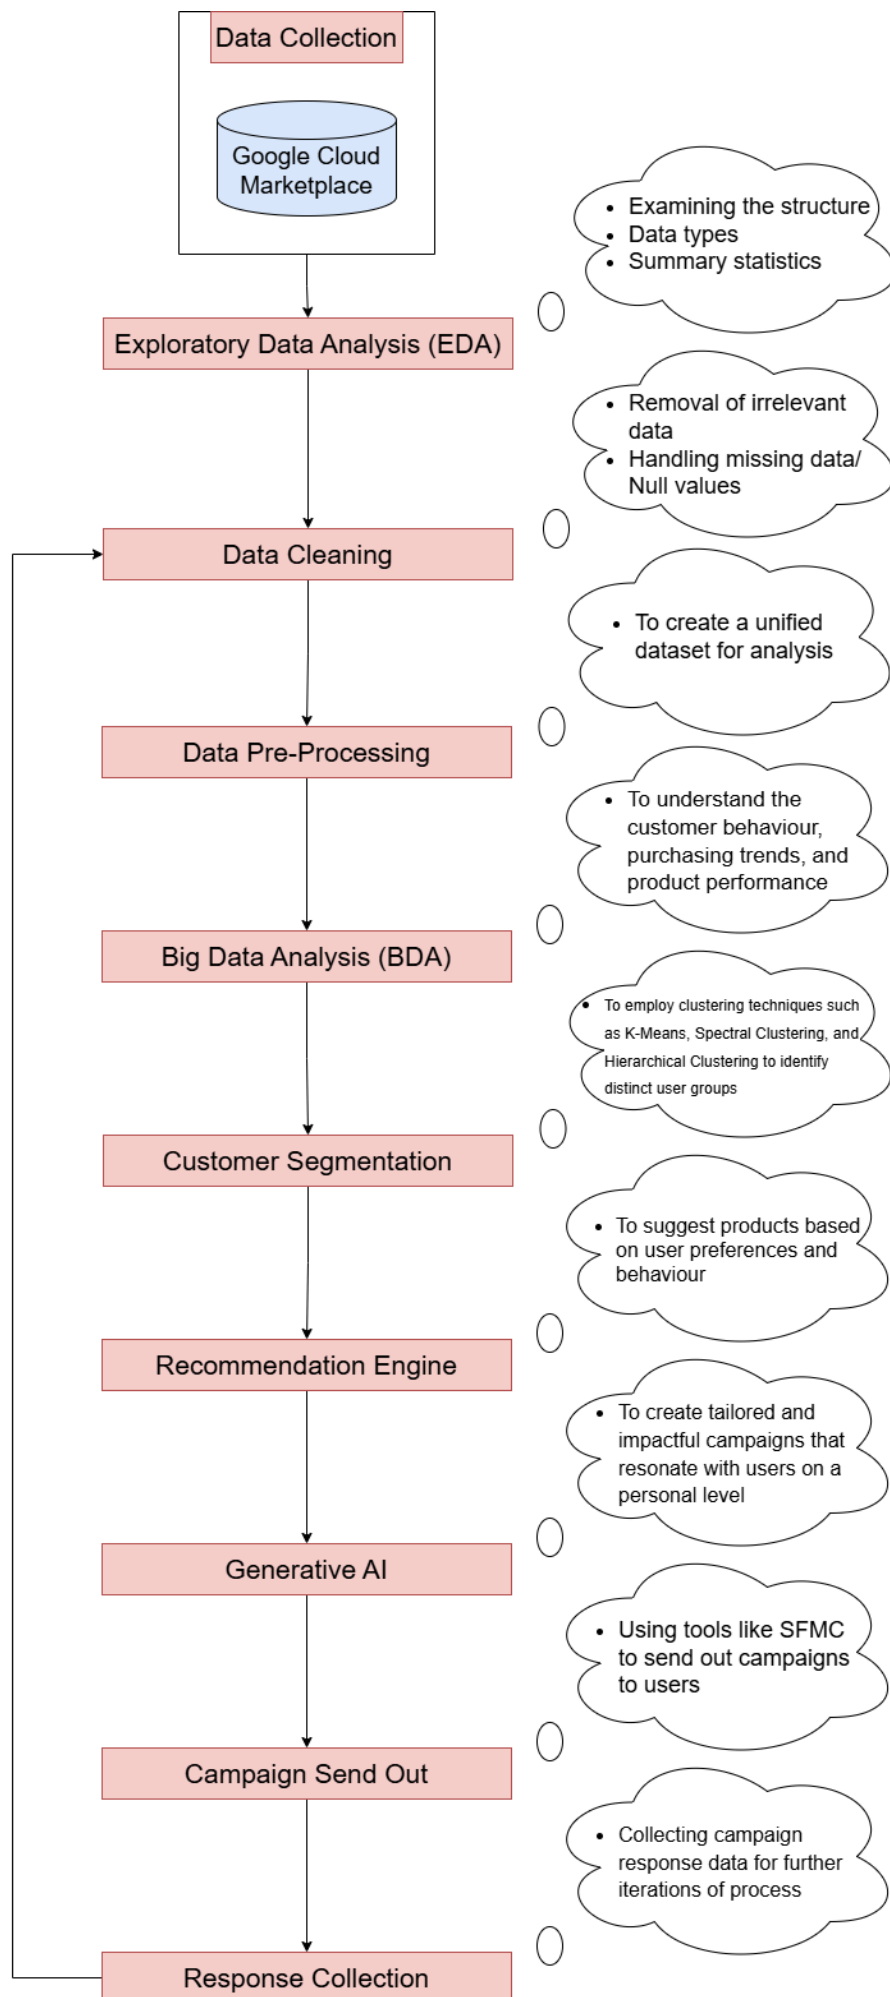 Data Collection
Google Cloud
Marketplace
• Examining the structure
• Data types
• Summary statistics
Exploratory Data Analysis (EDA)
• Removal of irrelevant
data
• Handling missing data/
Null values
Data Cleaning
• To create a unified
dataset for analysis
Data Pre-Processing
• To understand the
customer behaviour,
purchasing trends, and
product performance
Big Data Analysis (BDA)
• To employ clustering techniques such
as K-Means, Spectral Clustering, and
Hierarchical Clustering to identify
distinct user groups
Customer Segmentation
• To suggest products based
on user preferences and
behaviour
Recommendation Engine
• To create tailored and
impactful campaigns that
resonate with users on a
personal level
Generative AI
• Using tools like SFMC
to send out campaigns
to users
Campaign Send Out
• Collecting campaign
response data for further
iterations of process
Response Collection